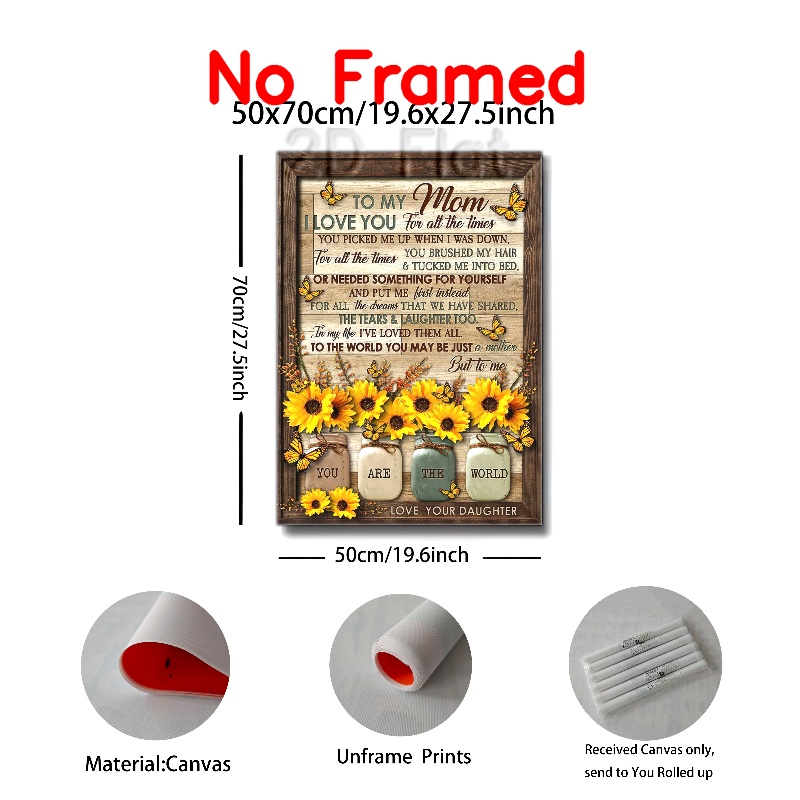 No Framed
50x70cm/19.6x27.5inch
2D Flat
TO MY Mom
I LOVE YOU For all the times
YOU PICKED ME UP WHEN I WAS DOWN,
For all the times YOU BRUSHED MY HAIR
& TUCKED ME INTO BED,
OR NEEDED SOMETHING FOR YOURSELF
AND PUT ME first instead
FOR ALL the dreams THAT WE HAVE SHARED,
THE TEARS & LAUGHTER TOO.
In my life I'VE LOVED THEM ALL.
TO THE WORLD YOU MAY BE JUST a mother
But to me
YOU ARE THE WORLD
LOVE, YOUR DAUGHTER
70cm/27.5inch
50cm/19.6inch
Material:Canvas
Unframe Prints
Received Canvas only,
send to You Rolled up